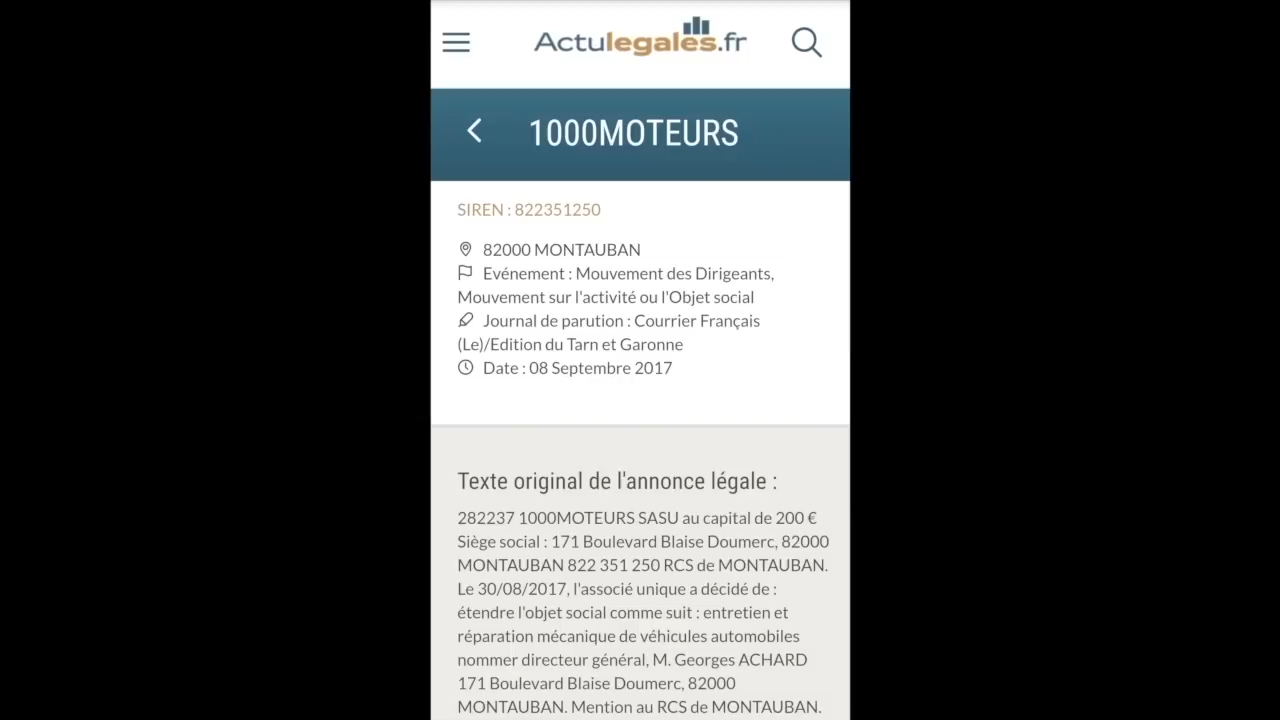 Actulegales.fr
1000MOTEURS
SIREN : 822351250
82000 MONTAUBAN
Evénement : Mouvement des Dirigeants,
Mouvement sur l'activité ou l'Objet social
Journal de parution : Courrier Français
(Le)/Edition du Tarn et Garonne
Date : 08 Septembre 2017
Texte original de l'annonce légale :
282237 1000MOTEURS SASU au capital de 200 €
Siège social : 171 Boulevard Blaise Doumerc, 82000
MONTAUBAN 822 351 250 RCS de MONTAUBAN.
Le 30/08/2017, l'associé unique a décidé de :
étendre l'objet social comme suit : entretien et
réparation mécanique de véhicules automobiles
nommer directeur général, M. Georges ACHARD
171 Boulevard Blaise Doumerc, 82000
MONTAUBAN. Mention au RCS de MONTAUBAN.